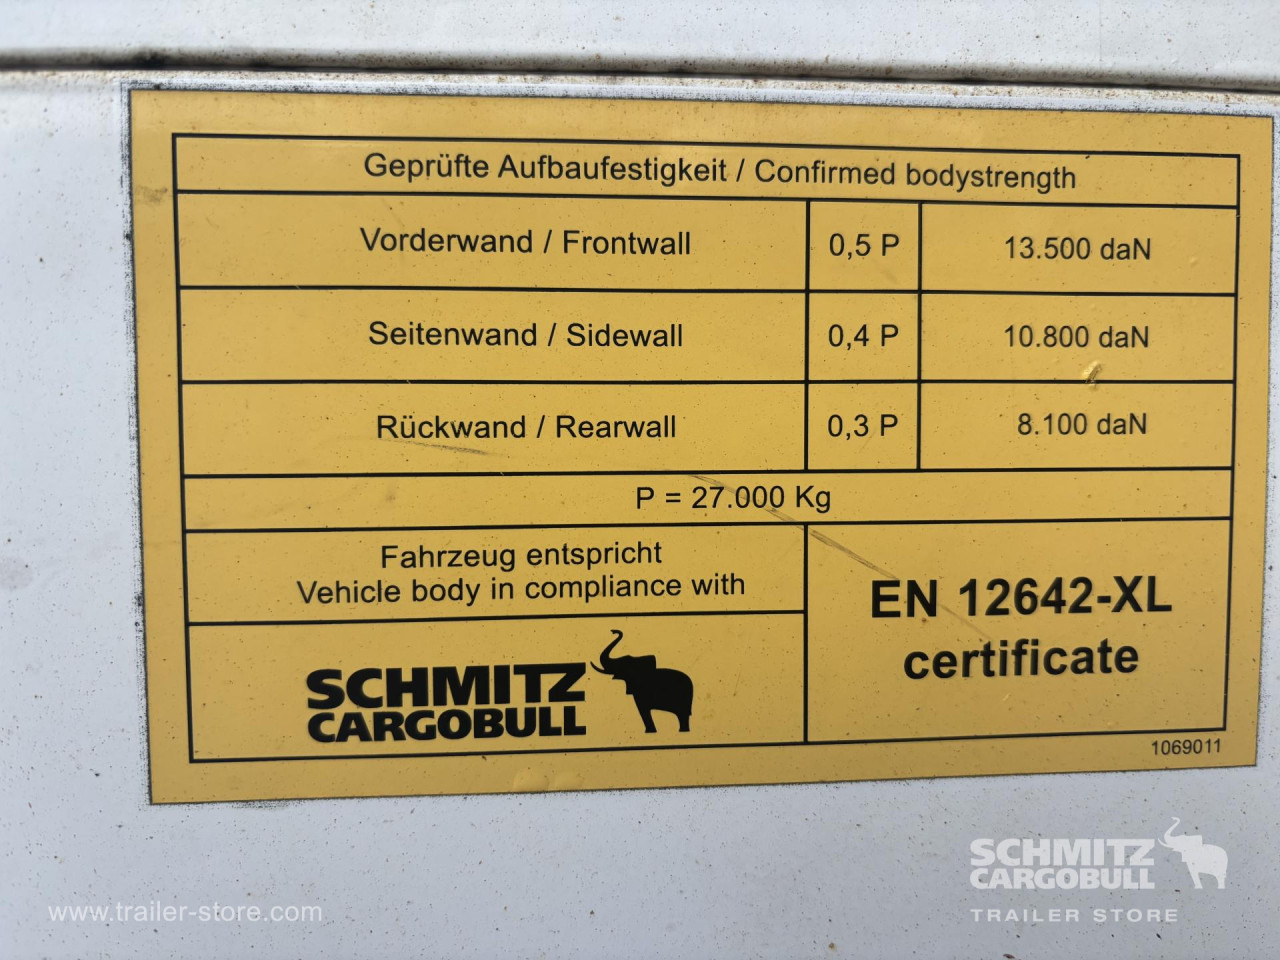 Geprüfte Aufbaufestigkeit / Confirmed bodystrength
Vorderwand / Frontwall 0,5 P 13.500 daN
Seitenwand / Sidewall 0,4 P 10.800 daN
Rückwand / Rearwall 0,3 P 8.100 daN
P = 27.000 Kg
Fahrzeug entspricht
Vehicle body in compliance with
EN 12642-XL
certificate
SCHMITZ
CARGOBULL
1069011
SCHMITZ
CARGOBULL
TRAILER STORE
www.trailer-store.com